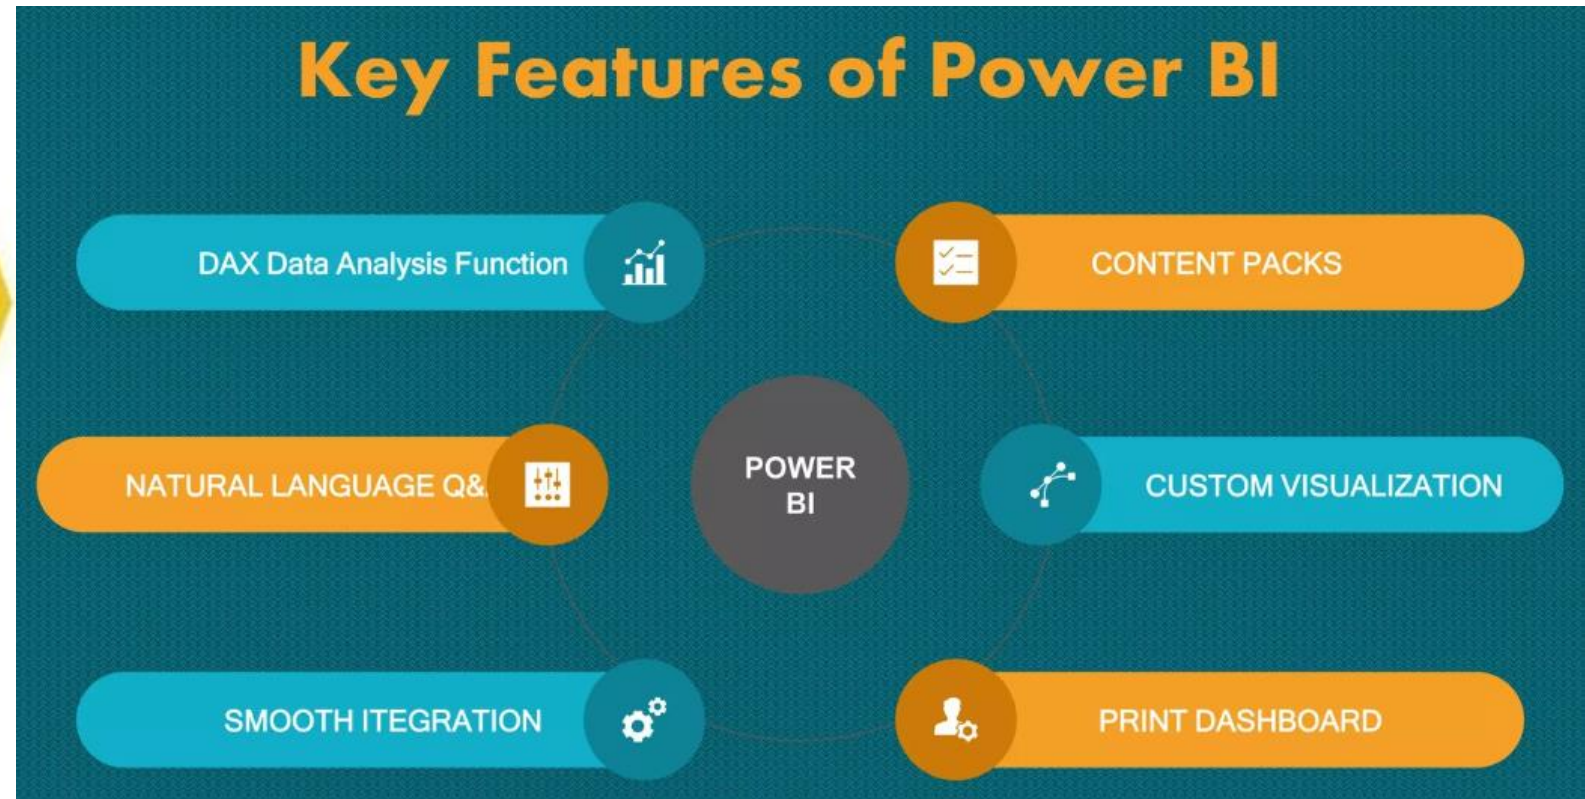 Key Features of Power BI
DAX Data Analysis Function
CONTENT PACKS
NATURAL LANGUAGE Q&
POWER
BI
CUSTOM VISUALIZATION
SMOOTH ITEGRATION
PRINT DASHBOARD